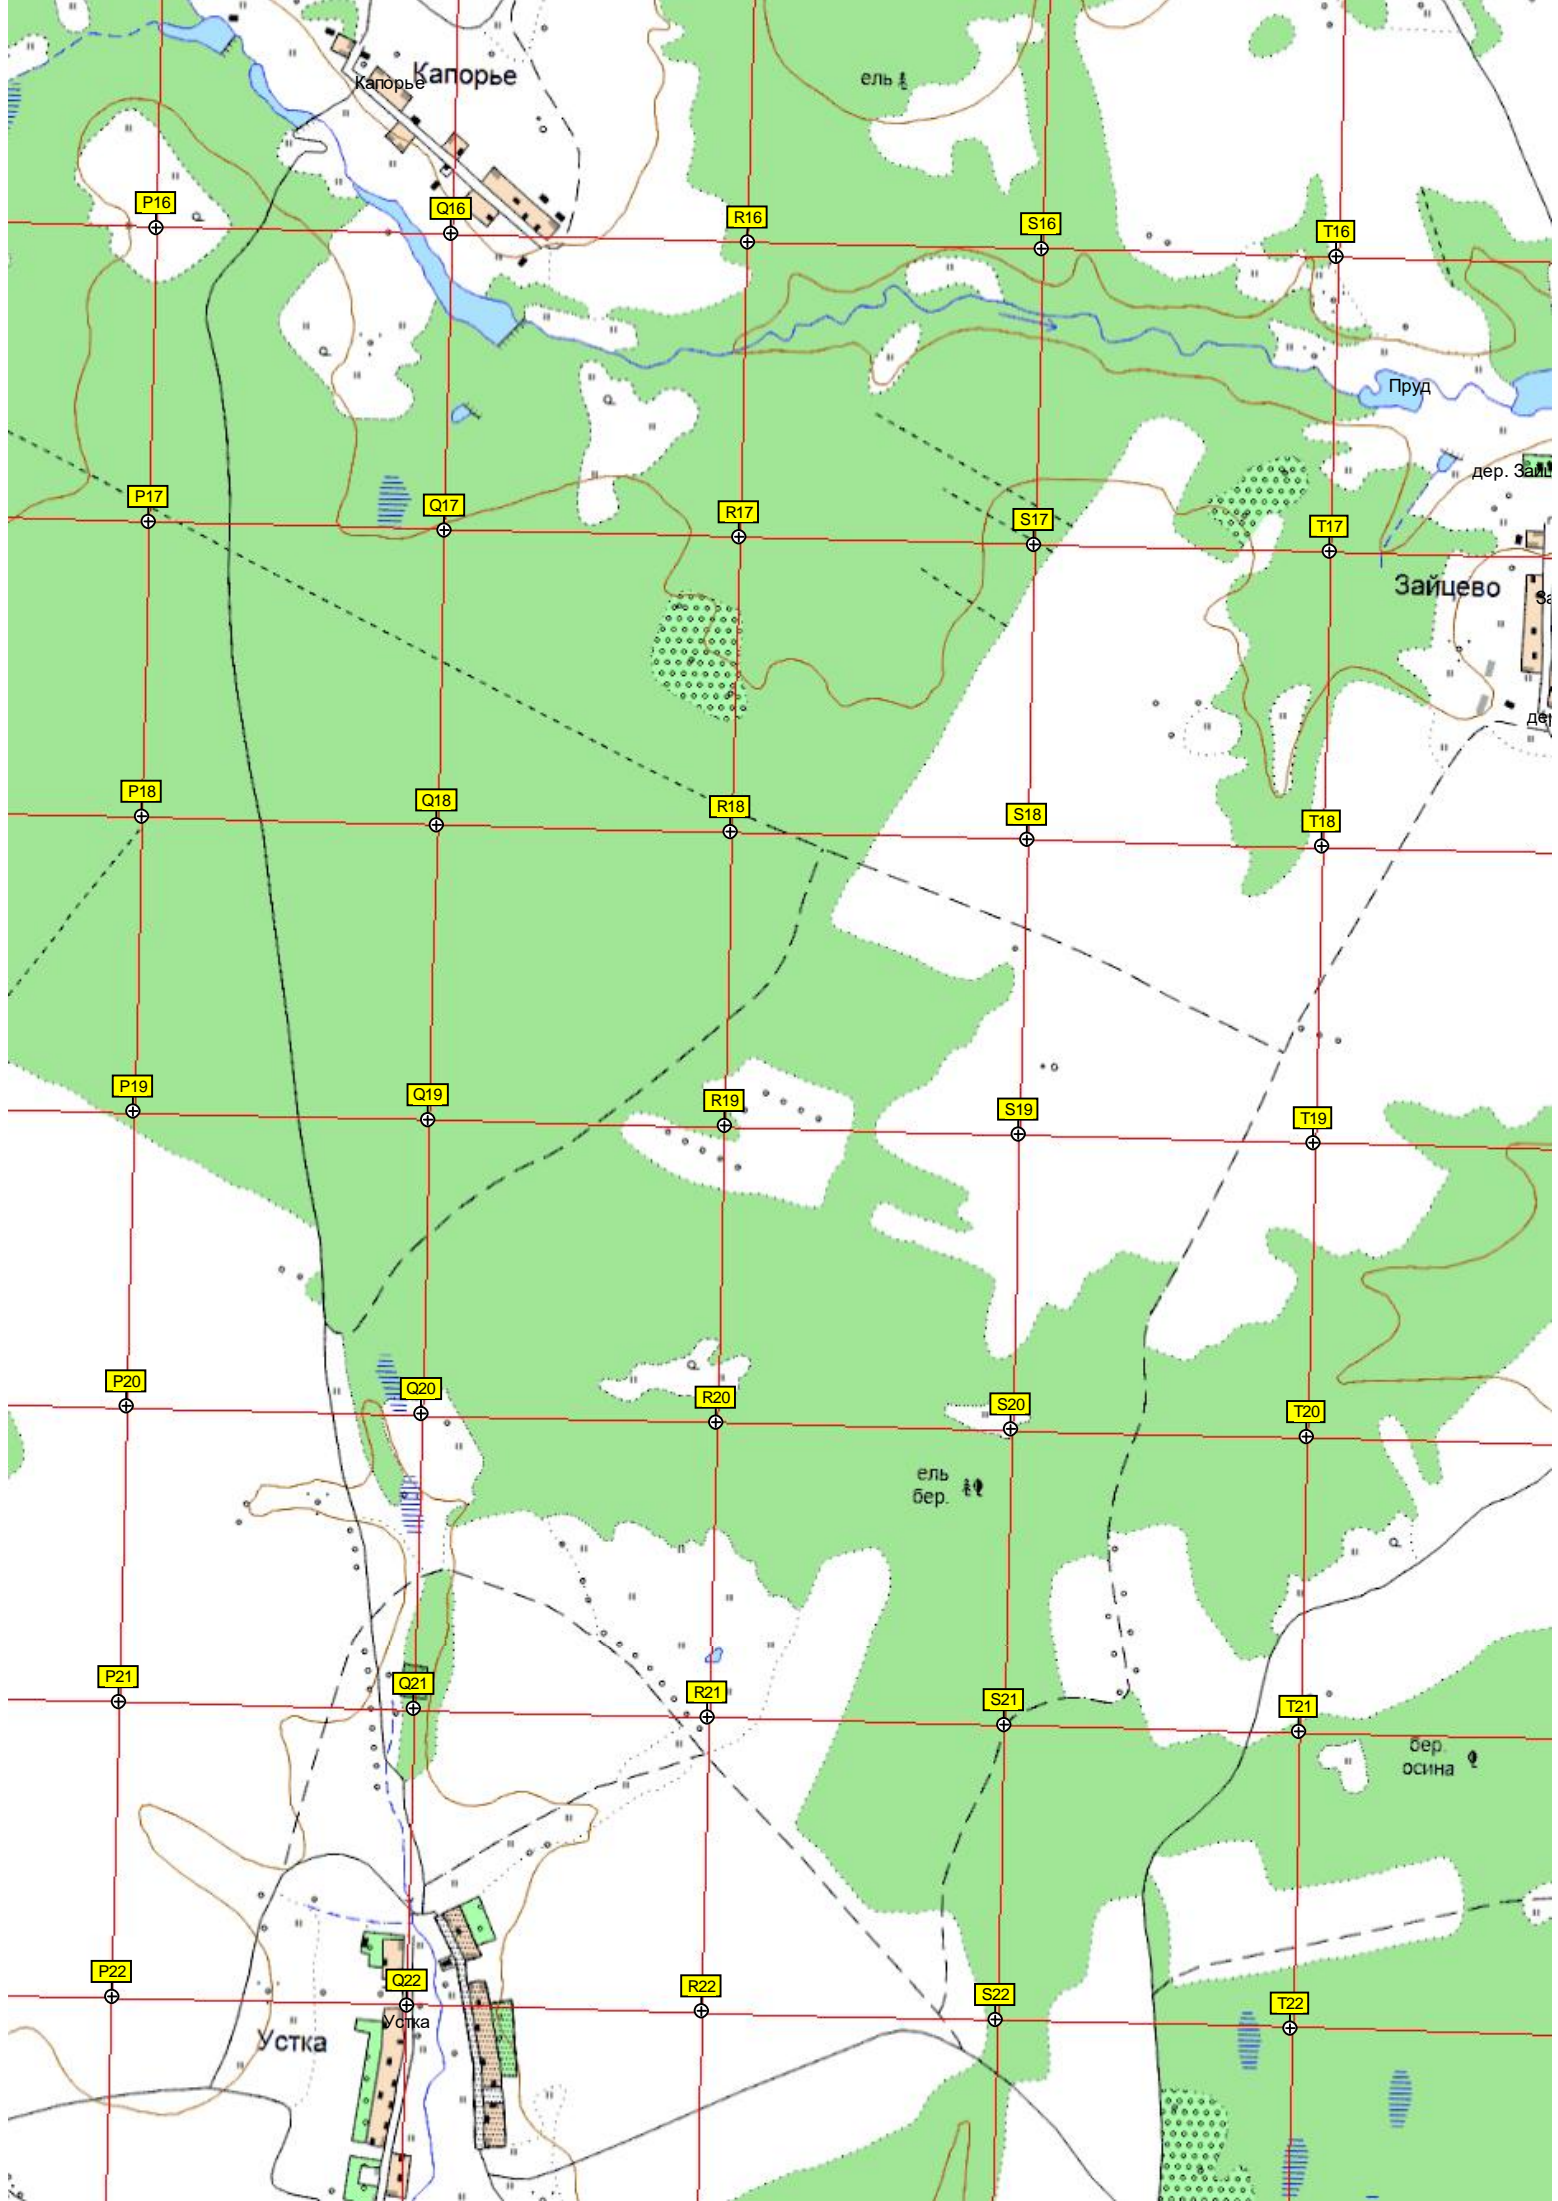 Капорье
Капорье
ель
P16
Q16
R16
S16
T16
Пруд
дер.
P17
Q17
R17
S17
T17
Зайцево
P18
Q18
R18
S18
T18
P19
Q19
R19
S19
T19
P20
Q20
R20
S20
T20
ель
бер.
P21
Q21
R21
S21
T21
бер.
осина
P22
Q22
R22
S22
T22
Устка
Устка